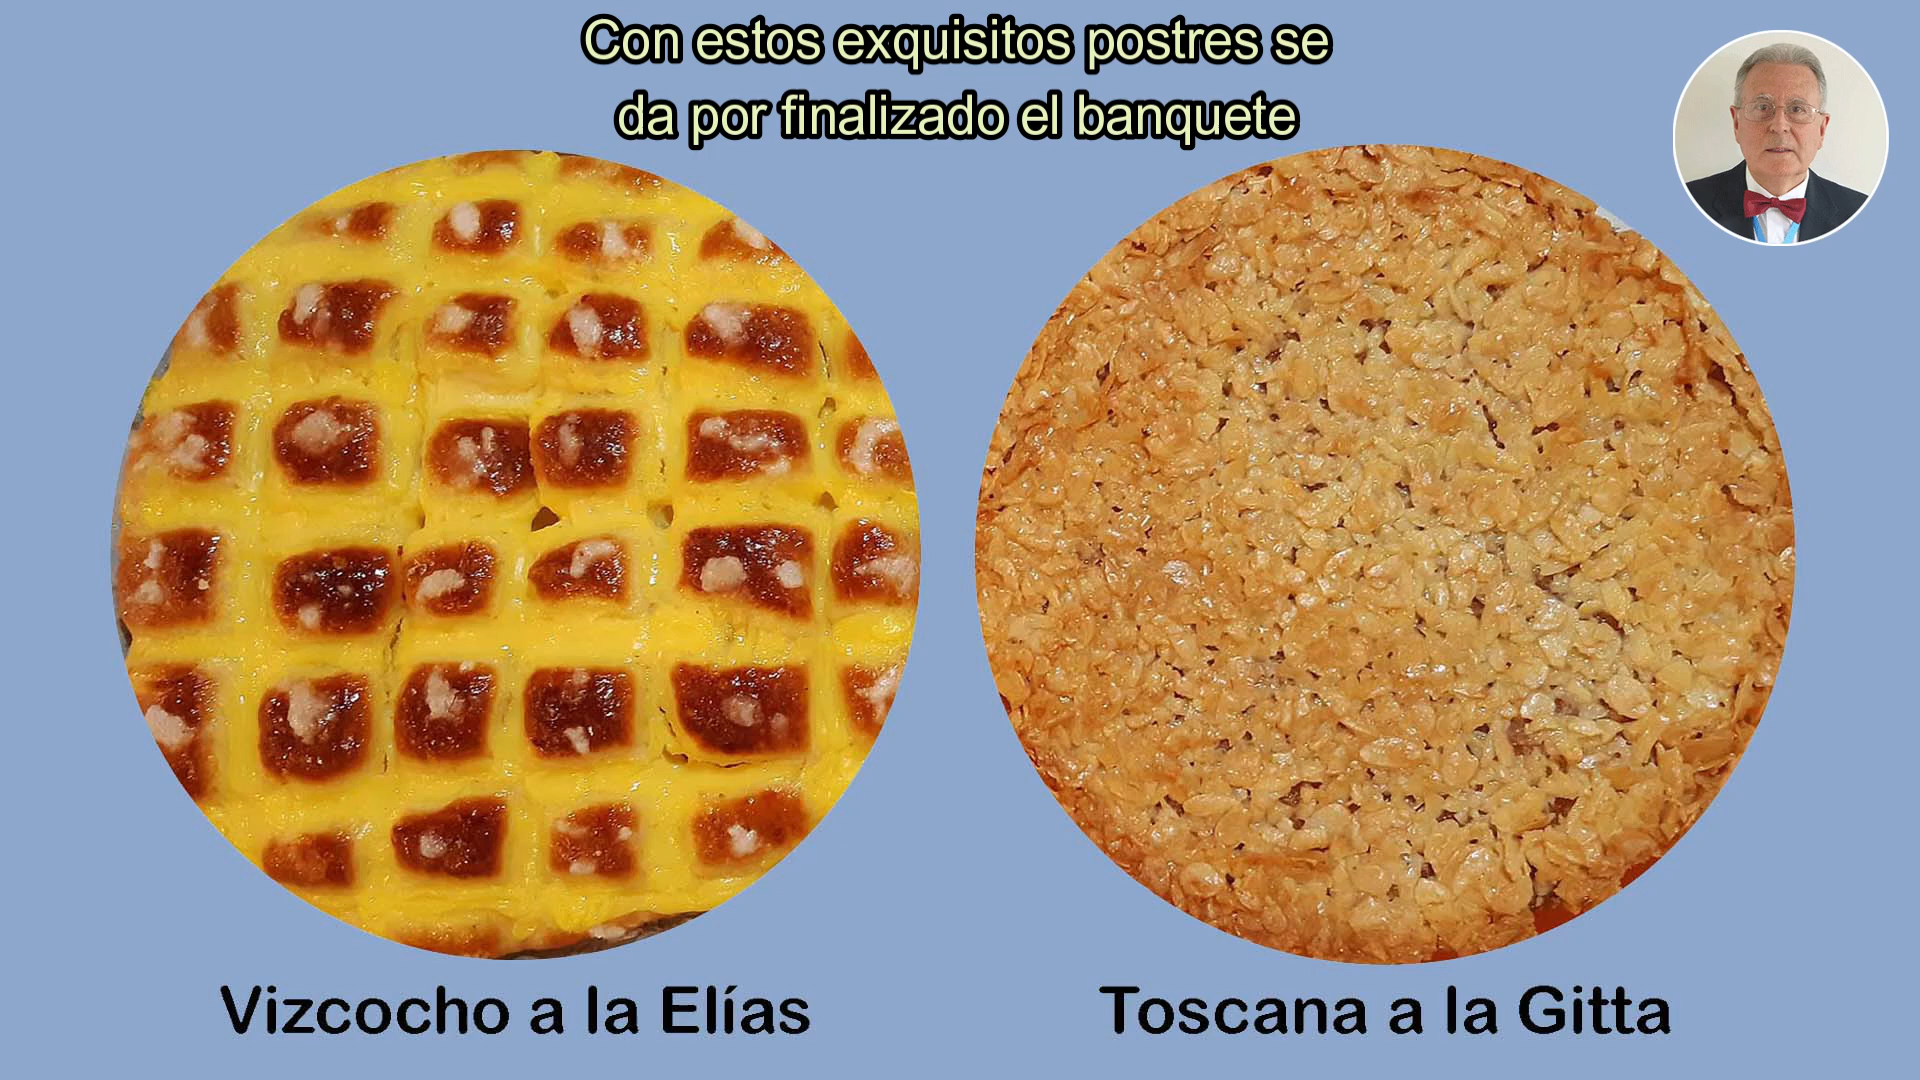 Con estos exquisitos postres se
da por finalizado el banquete
Vizcocho a la Elías
Toscana a la Gitta